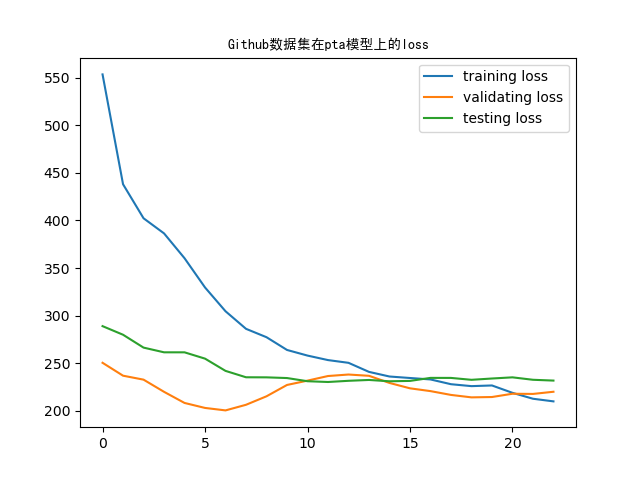 Github数据集在pta模型上的loss
training loss
validating loss
testing loss
550
500
450
400
350
300
250
200
0 5 10 15 20